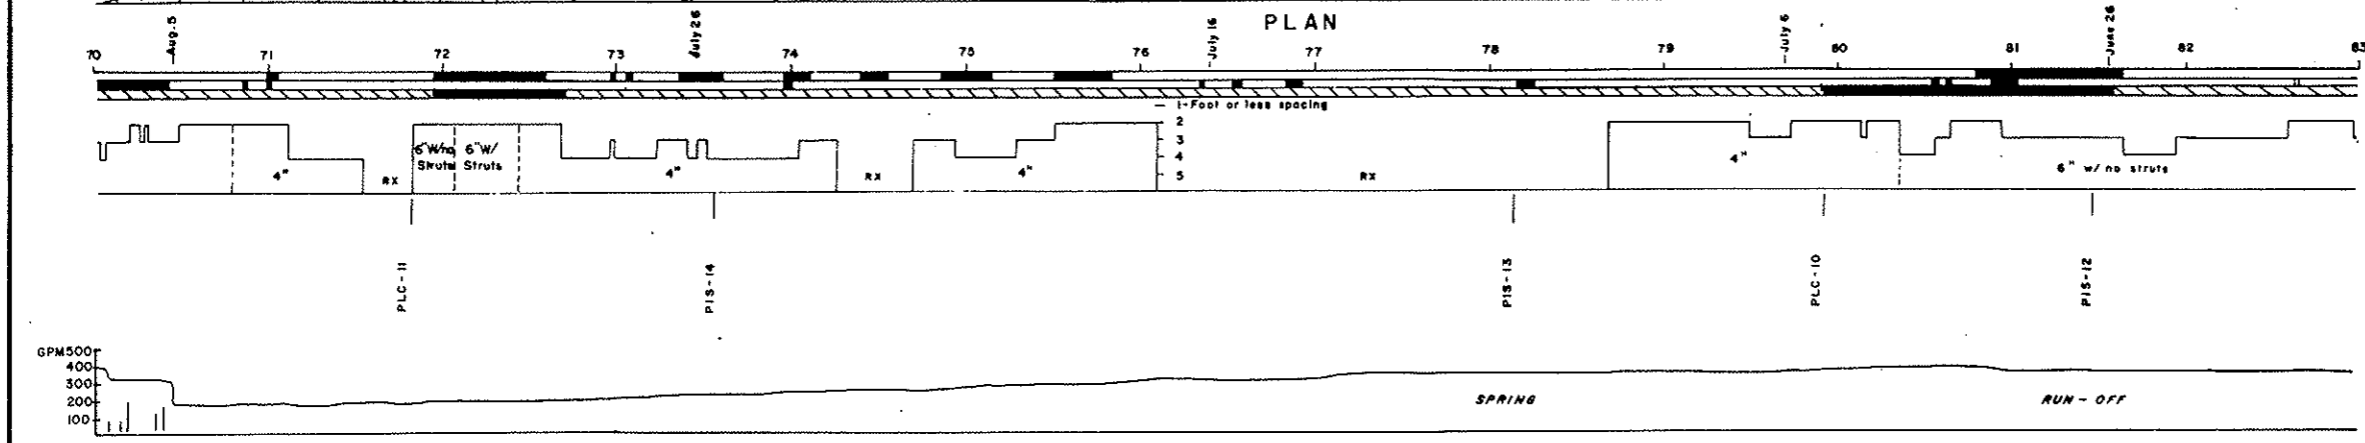 PLAN
Aug. 5 July 26 July 16 July 6 June 26
70 71 72 73 74 75 76 77 78 79 80 81 82 83
1-Foot or less spacing
2
3
4
5
6" W/no Struts
6" W/ Struts
4" RX 4" RX 4" RX 4" 6" w/ no struts
PLC-11 PIS-14 PIS-13 PLC-10 PIS-12
GPM 500
400
300
200
100
SPRING RUN-OFF